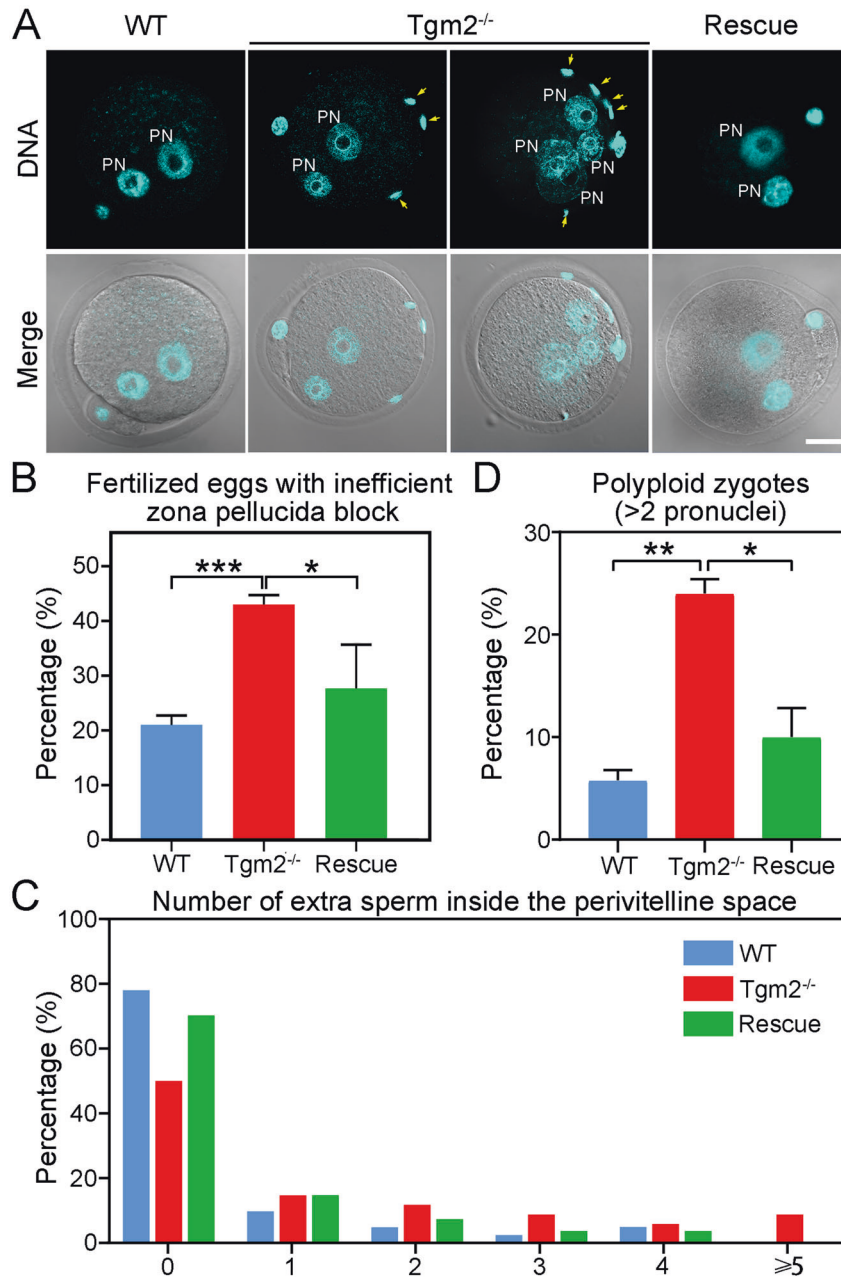 A
WT
Tgm2⁻/⁻
Rescue
DNA
PN
PN
PN
PN
PN
PN
PN
PN
PN
Merge
B
Fertilized eggs with inefficient
zona pellucida block
***
*
Percentage (%)
50
40
30
20
10
0
WT
Tgm2⁻/⁻
Rescue
D
Polyploid zygotes
(>2 pronuclei)
**
*
Percentage (%)
30
20
10
0
WT
Tgm2⁻/⁻
Rescue
C
Number of extra sperm inside the perivitelline space
Percentage (%)
100
80
60
40
20
0
WT
Tgm2⁻/⁻
Rescue
0
1
2
3
4
≥5